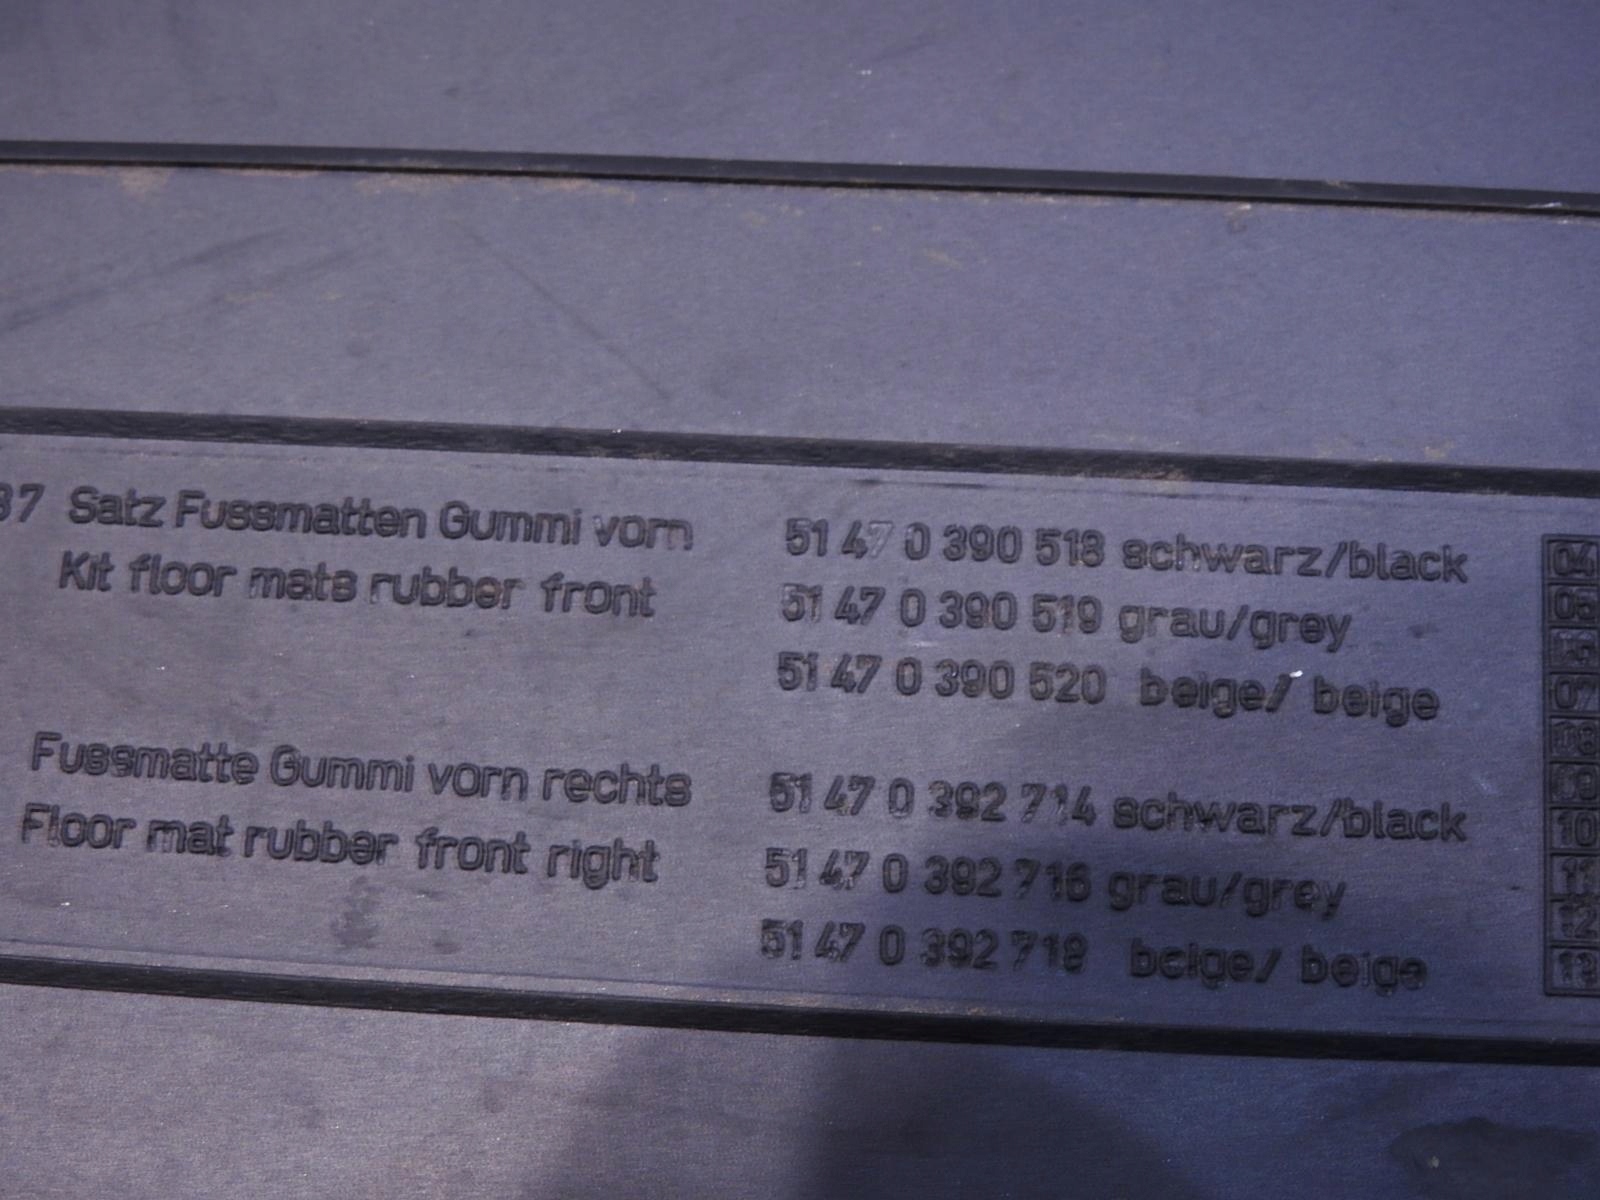 87 Satz Fussmatten Gummi vorn 51 47 0 390 518 schwarz/black
Kit floor mats rubber front 51 47 0 390 519 grau/grey
51 47 0 390 520 beige/ beige
Fussmatte Gummi vorn rechts 51 47 0 392 714 schwarz/black
Floor mat rubber front right 51 47 0 392 716 grau/grey
51 47 0 392 718 beige/ beige
04
05
07
08
09
10
11
12
13